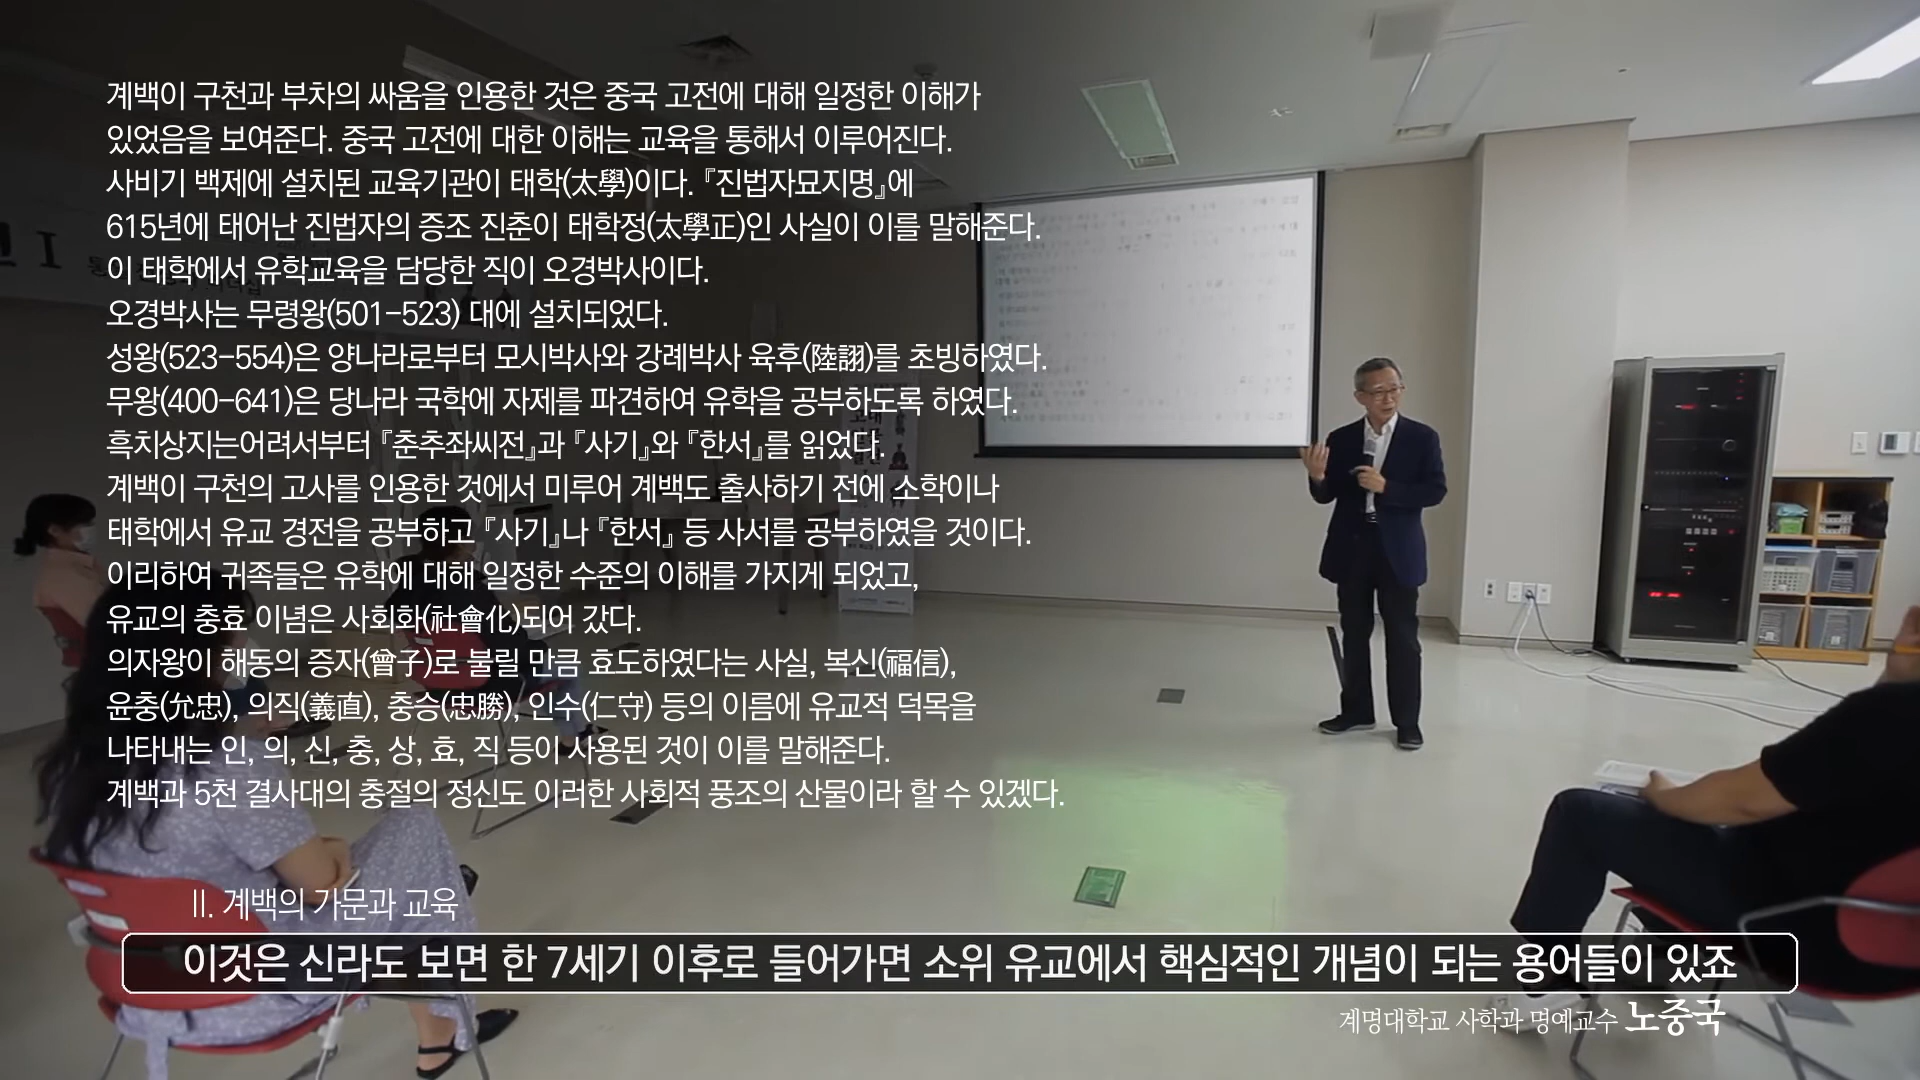 계백이 구천과 부차의 싸움을 인용한 것은 중국 고전에 대해 일정한 이해가
있었음을 보여준다. 중국 고전에 대한 이해는 교육을 통해서 이루어진다.
사비기 백제에 설치된 교육기관이 태학(太學)이다. 『진법자묘지명』에
615년에 태어난 진법자의 증조 진춘이 태학정(太學正)인 사실이 이를 말해준다.
이 태학에서 유학교육을 담당한 직이 오경박사이다.
오경박사는 무령왕(501-523) 대에 설치되었다.
성왕(523-554)은 양나라로부터 모시박사와 강례박사 육후(陸詡)를 초빙하였다.
무왕(400-641)은 당나라 국학에 자제를 파견하여 유학을 공부하도록 하였다.
흑치상지는어려서부터 『춘추좌씨전』과 『사기』와 『한서』를 읽었다.
계백이 구천의 고사를 인용한 것에서 미루어 계백도 출사하기 전에 소학이나
태학에서 유교 경전을 공부하고 『사기』나 『한서』 등 사서를 공부하였을 것이다.
이리하여 귀족들은 유학에 대해 일정한 수준의 이해를 가지게 되었고,
유교의 충효 이념은 사회화(社會化)되어 갔다.
의자왕이 해동의 증자(曾子)로 불릴 만큼 효도하였다는 사실, 복신(福信),
윤충(允忠), 의직(義直), 충승(忠勝), 인수(仁守) 등의 이름에 유교적 덕목을
나타내는 인, 의, 신, 충, 상, 효, 직 등이 사용된 것이 이를 말해준다.
계백과 5천 결사대의 충절의 정신도 이러한 사회적 풍조의 산물이라 할 수 있겠다.
II. 계백의 가문과 교육
이것은 신라도 보면 한 7세기 이후로 들어가면 소위 유교에서 핵심적인 개념이 되는 용어들이 있죠
계명대학교 사학과 명예교수 노중국